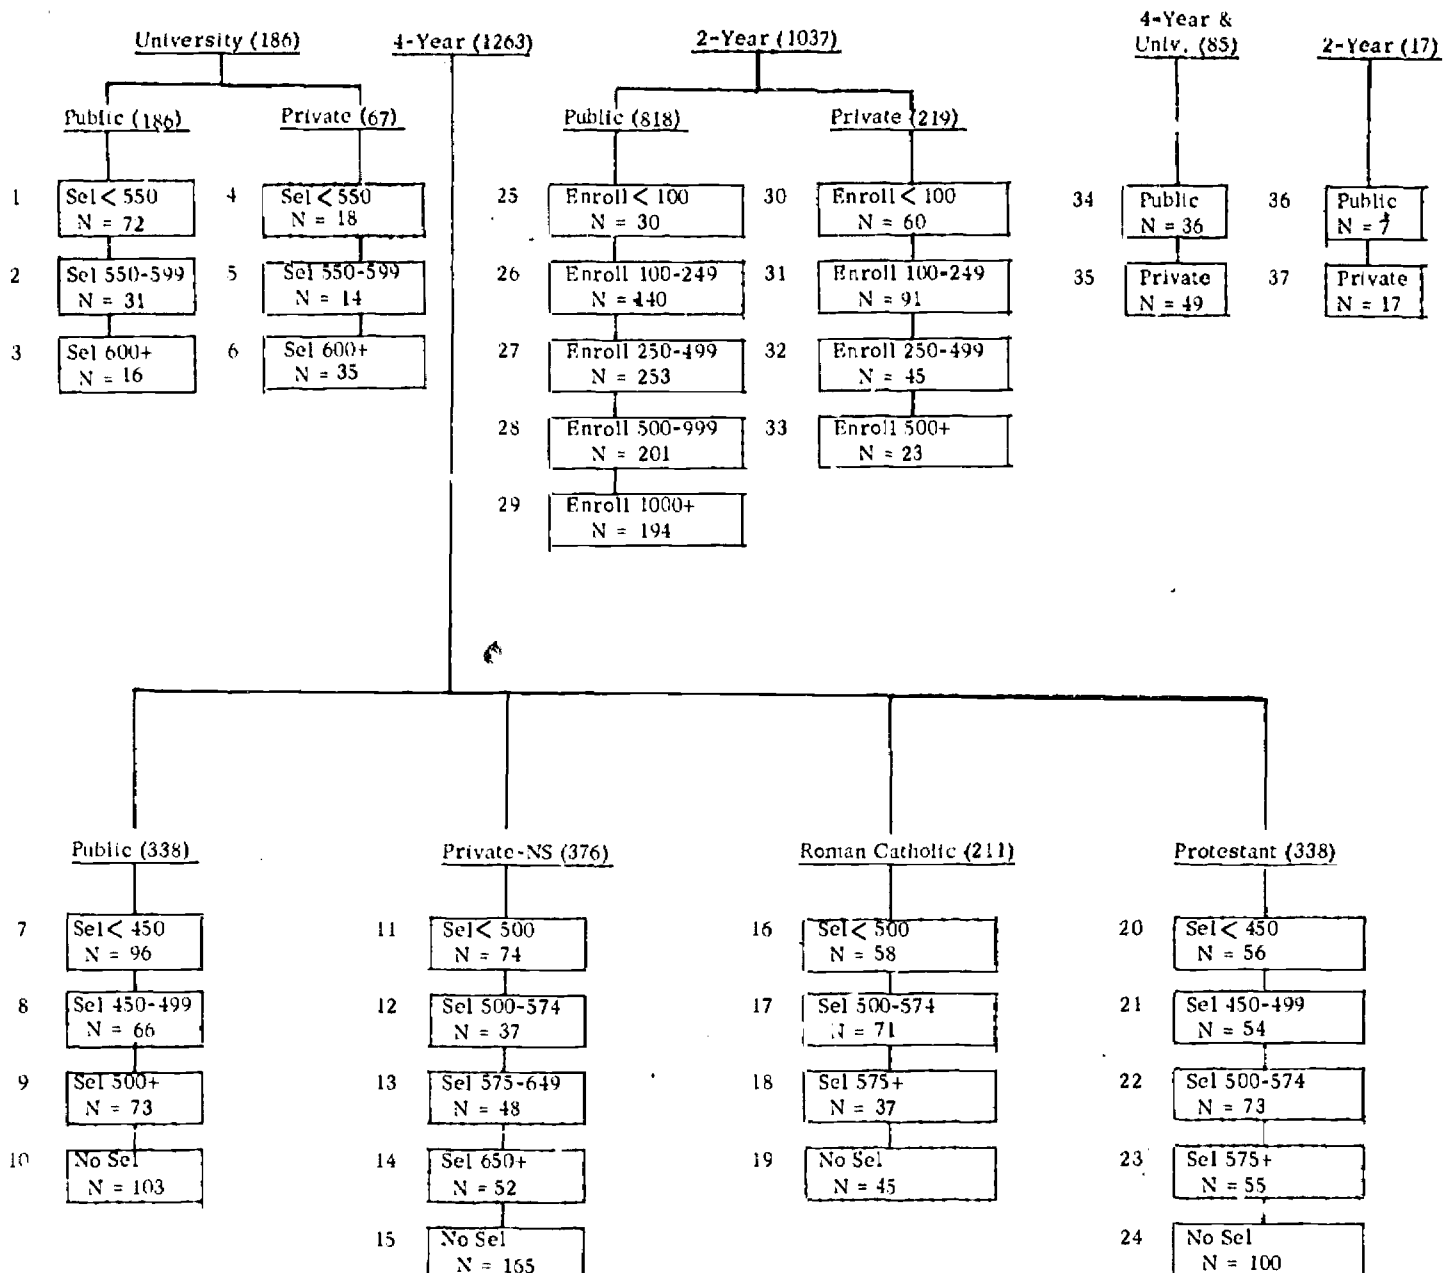 University (186)
Public (186)
1
Sel < 550
N = 72
2
Sel 550-599
N = 31
3
Sel 600+
N = 16
Private (67)
4
Sel < 550
N = 18
5
Sel 550-599
N = 14
6
Sel 600+
N = 35
4-Year (1263)
2-Year (1037)
Public (818)
25
Enroll < 100
N = 30
26
Enroll 100-249
N = 140
27
Enroll 250-499
N = 253
28
Enroll 500-999
N = 201
29
Enroll 1000+
N = 194
Private (219)
30
Enroll < 100
N = 60
31
Enroll 100-249
N = 91
32
Enroll 250-499
N = 45
33
Enroll 500+
N = 23
4-Year &
Univ. (85)
34
Public
N = 36
35
Private
N = 49
2-Year (17)
36
Public
N = 7
37
Private
N = 17
Public (338)
7
Sel < 450
N = 96
8
Sel 450-499
N = 66
9
Sel 500+
N = 73
10
No Sel
N = 103
Private-NS (376)
11
Sel < 500
N = 74
12
Sel 500-574
N = 37
13
Sel 575-649
N = 48
14
Sel 650+
N = 52
15
No Sel
N = 165
Roman Catholic (211)
16
Sel < 500
N = 58
17
Sel 500-574
N = 71
18
Sel 575+
N = 37
19
No Sel
N = 45
Protestant (338)
20
Sel < 450
N = 56
21
Sel 450-499
N = 54
22
Sel 500-574
N = 73
23
Sel 575+
N = 55
24
No Sel
N = 100